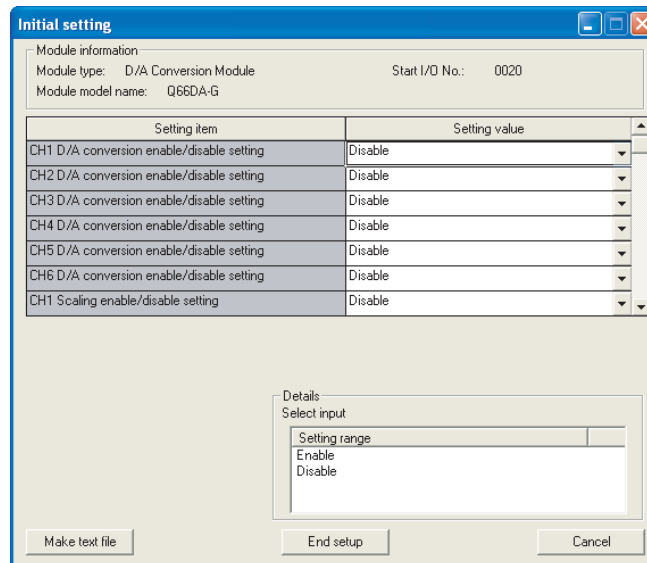 Initial setting
Module information
Module type: D/A Conversion Module Start I/O No.: 0020
Module model name: Q66DA-G
Setting item Setting value
CH1 D/A conversion enable/disable setting Disable
CH2 D/A conversion enable/disable setting Disable
CH3 D/A conversion enable/disable setting Disable
CH4 D/A conversion enable/disable setting Disable
CH5 D/A conversion enable/disable setting Disable
CH6 D/A conversion enable/disable setting Disable
CH1 Scaling enable/disable setting Disable
Details
Select input
Setting range
Enable
Disable
Make text file End setup Cancel